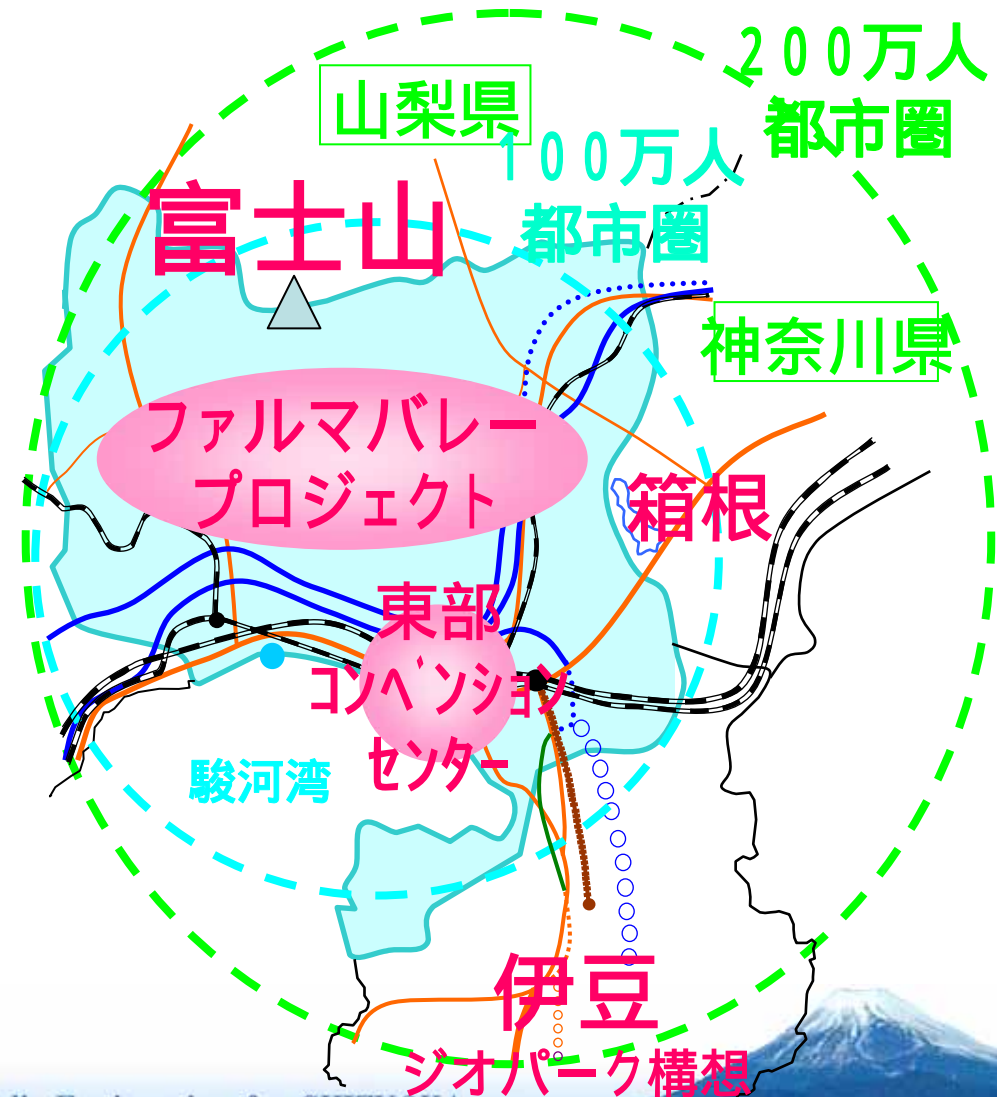 ２００万人
都市圏
山梨県
１００万人
都市圏
富士山
神奈川県
ファルマバレー
プロジェクト
箱根
東部
コンベンション
センター
駿河湾
伊豆
ジオパーク構想